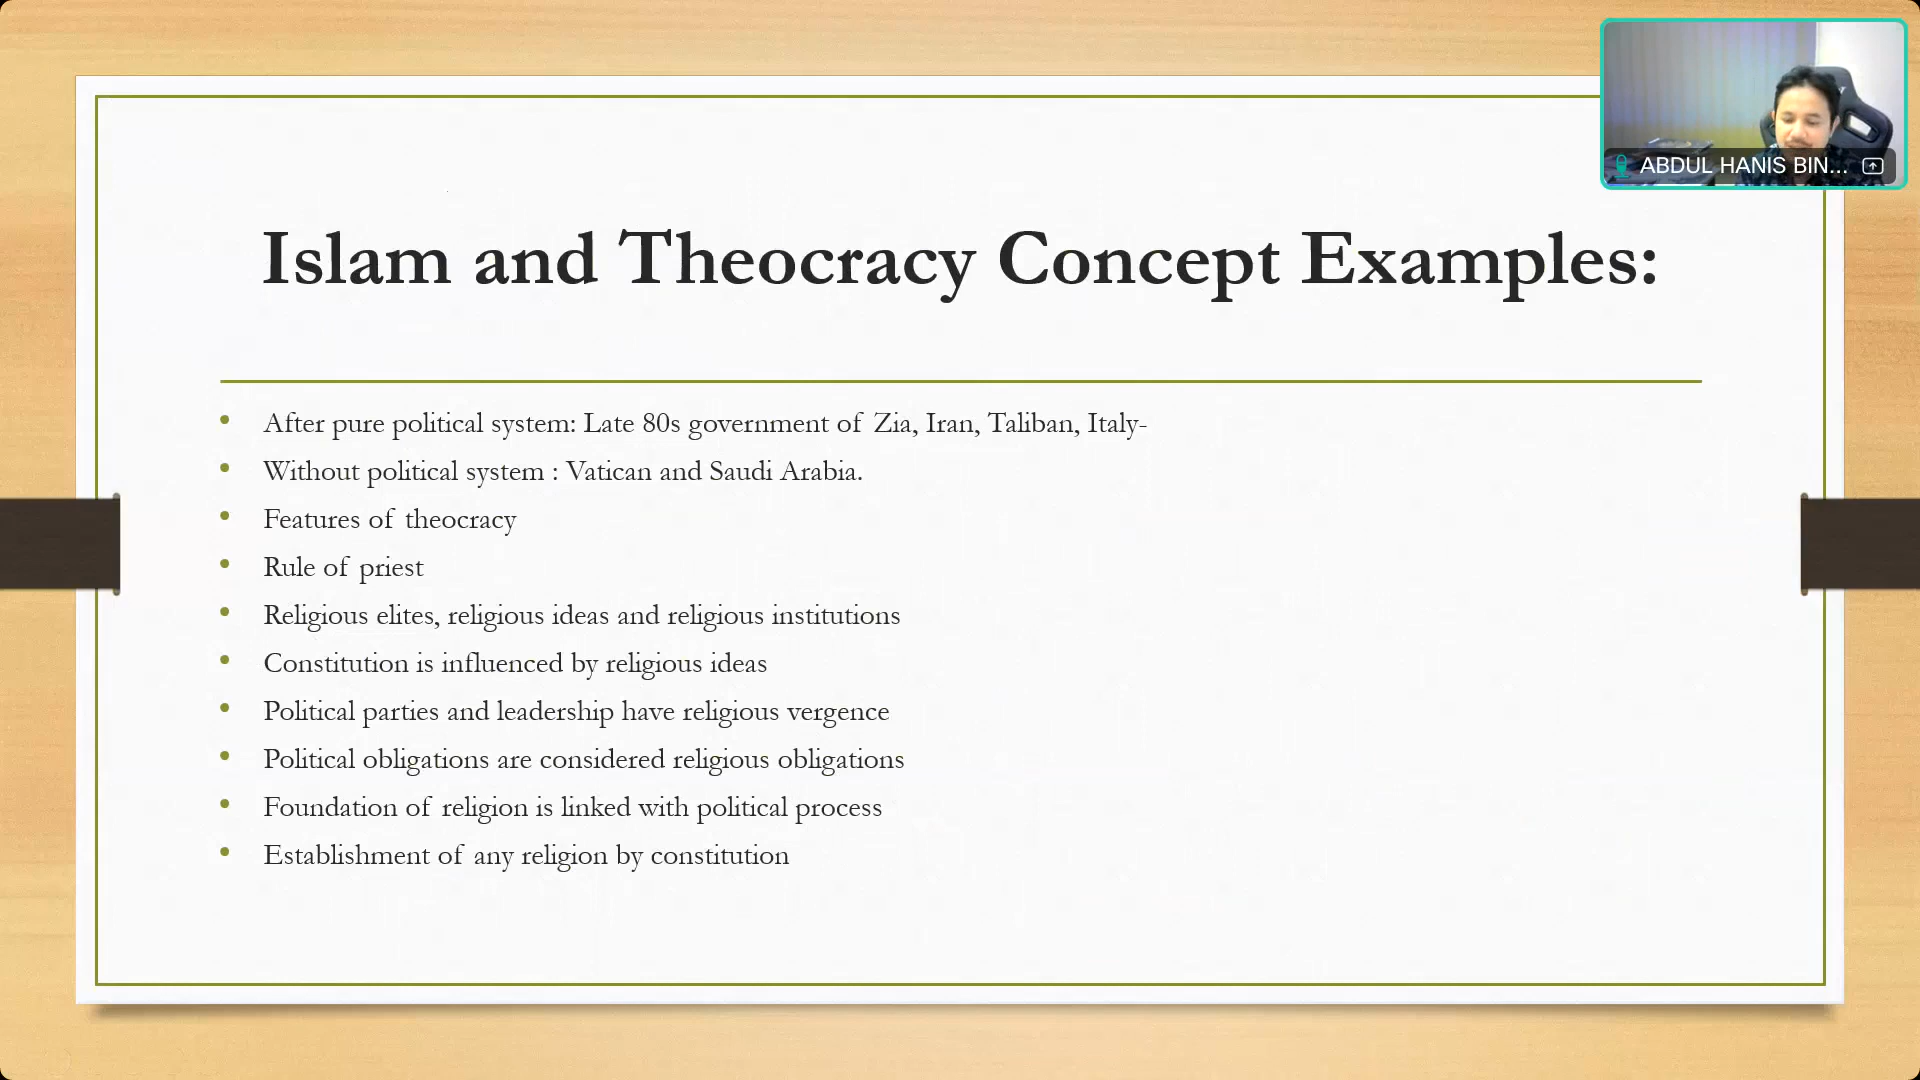 ABDUL HANIS BIN...
Islam and Theocracy Concept Examples:
• After pure political system: Late 80s government of Zia, Iran, Taliban, Italy-
• Without political system : Vatican and Saudi Arabia.
• Features of theocracy
• Rule of priest
• Religious elites, religious ideas and religious institutions
• Constitution is influenced by religious ideas
• Political parties and leadership have religious vergence
• Political obligations are considered religious obligations
• Foundation of religion is linked with political process
• Establishment of any religion by constitution